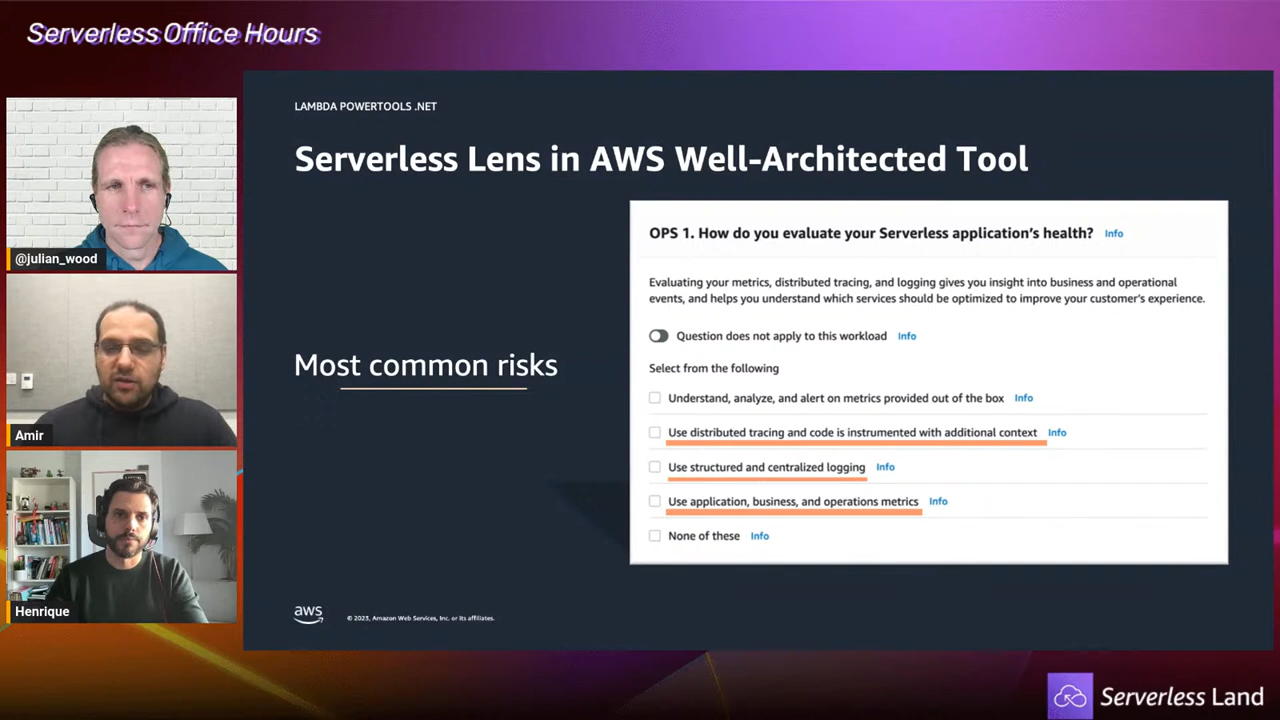 Serverless Office Hours
LAMBDA POWERTOOLS .NET
Serverless Lens in AWS Well-Architected Tool
@julian_wood
Amir
Henrique
Most common risks
OPS 1. How do you evaluate your Serverless application's health? Info
Evaluating your metrics, distributed tracing, and logging gives you insight into business and operational
events, and helps you understand which services should be optimized to improve your customer's experience.
Question does not apply to this workload Info
Select from the following
Understand, analyze, and alert on metrics provided out of the box Info
Use distributed tracing and code is instrumented with additional context Info
Use structured and centralized logging Info
Use application, business, and operations metrics Info
None of these Info
aws
© 2023, Amazon Web Services, Inc. or its affiliates.
Serverless Land